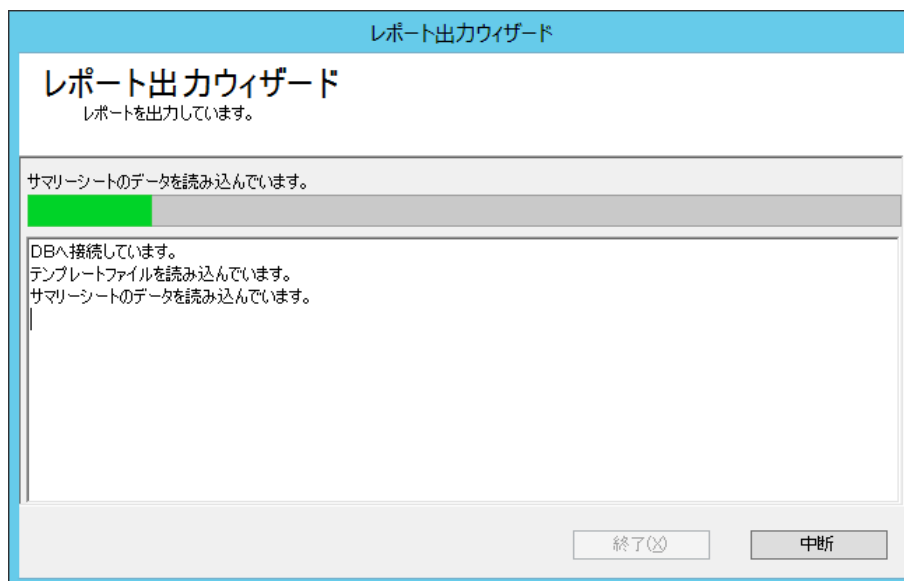 レポート出力ウィザード
レポート出力ウィザード
レポートを出力しています。
サマリーシートのデータを読み込んでいます。
DBへ接続しています。
テンプレートファイルを読み込んでいます。
サマリーシートのデータを読み込んでいます。
終了(X) 中断